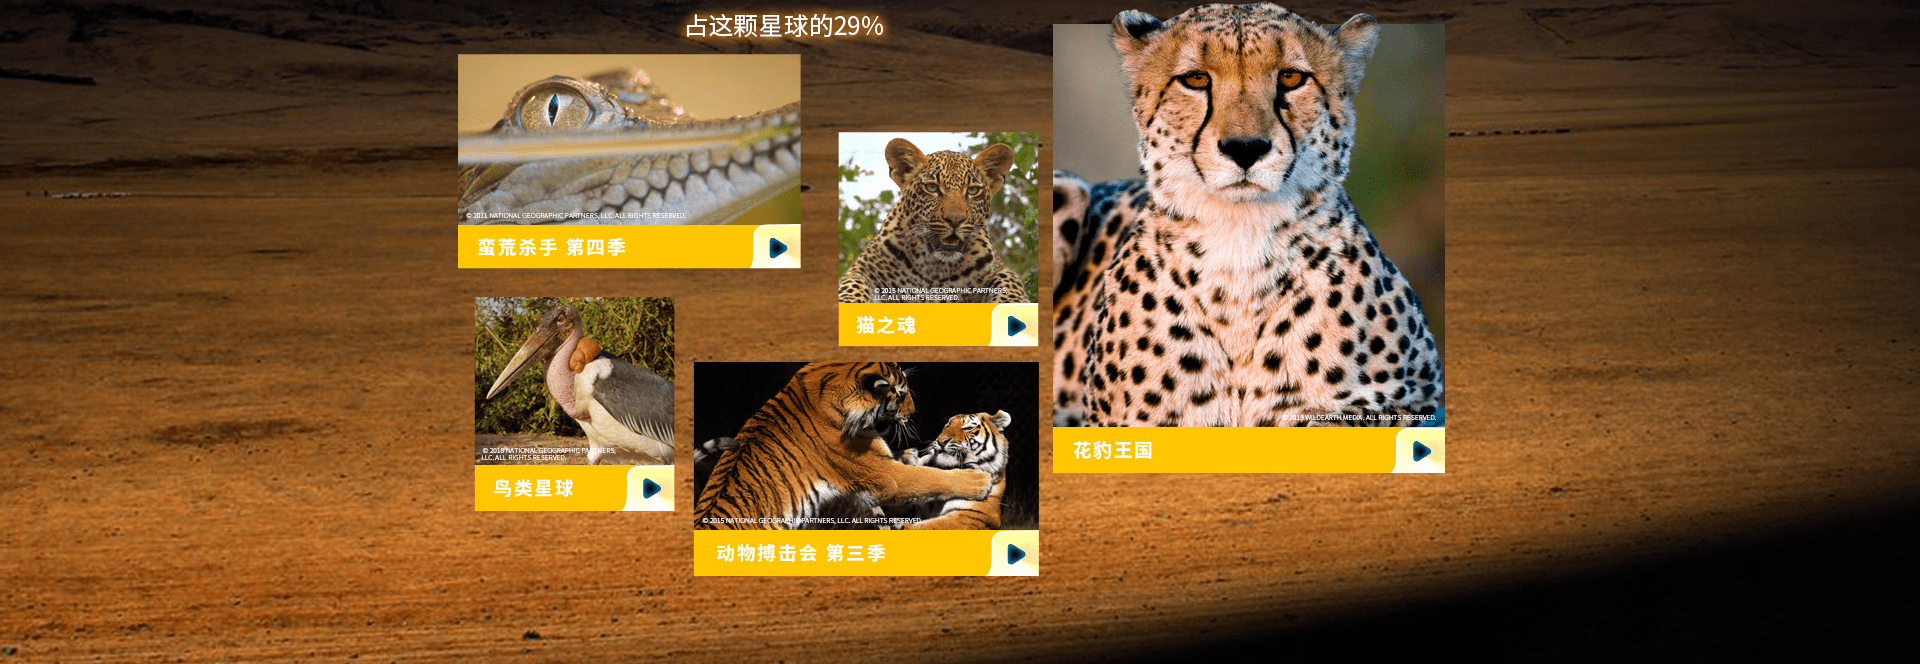 占这颗星球的29%
© 2011 NATIONAL GEOGRAPHIC PARTNERS, LLC. ALL RIGHTS RESERVED.
蛮荒杀手 第四季
© 2015 NATIONAL GEOGRAPHIC PARTNERS,
LLC. ALL RIGHTS RESERVED.
猫之魂
© 2018 NATIONAL GEOGRAPHIC PARTNERS,
LLC. ALL RIGHTS RESERVED.
鸟类星球
© 2015 NATIONAL GEOGRAPHIC PARTNERS, LLC. ALL RIGHTS RESERVED.
动物搏击会 第三季
© 2013 WILDEARTH MEDIA. ALL RIGHTS RESERVED.
花豹王国